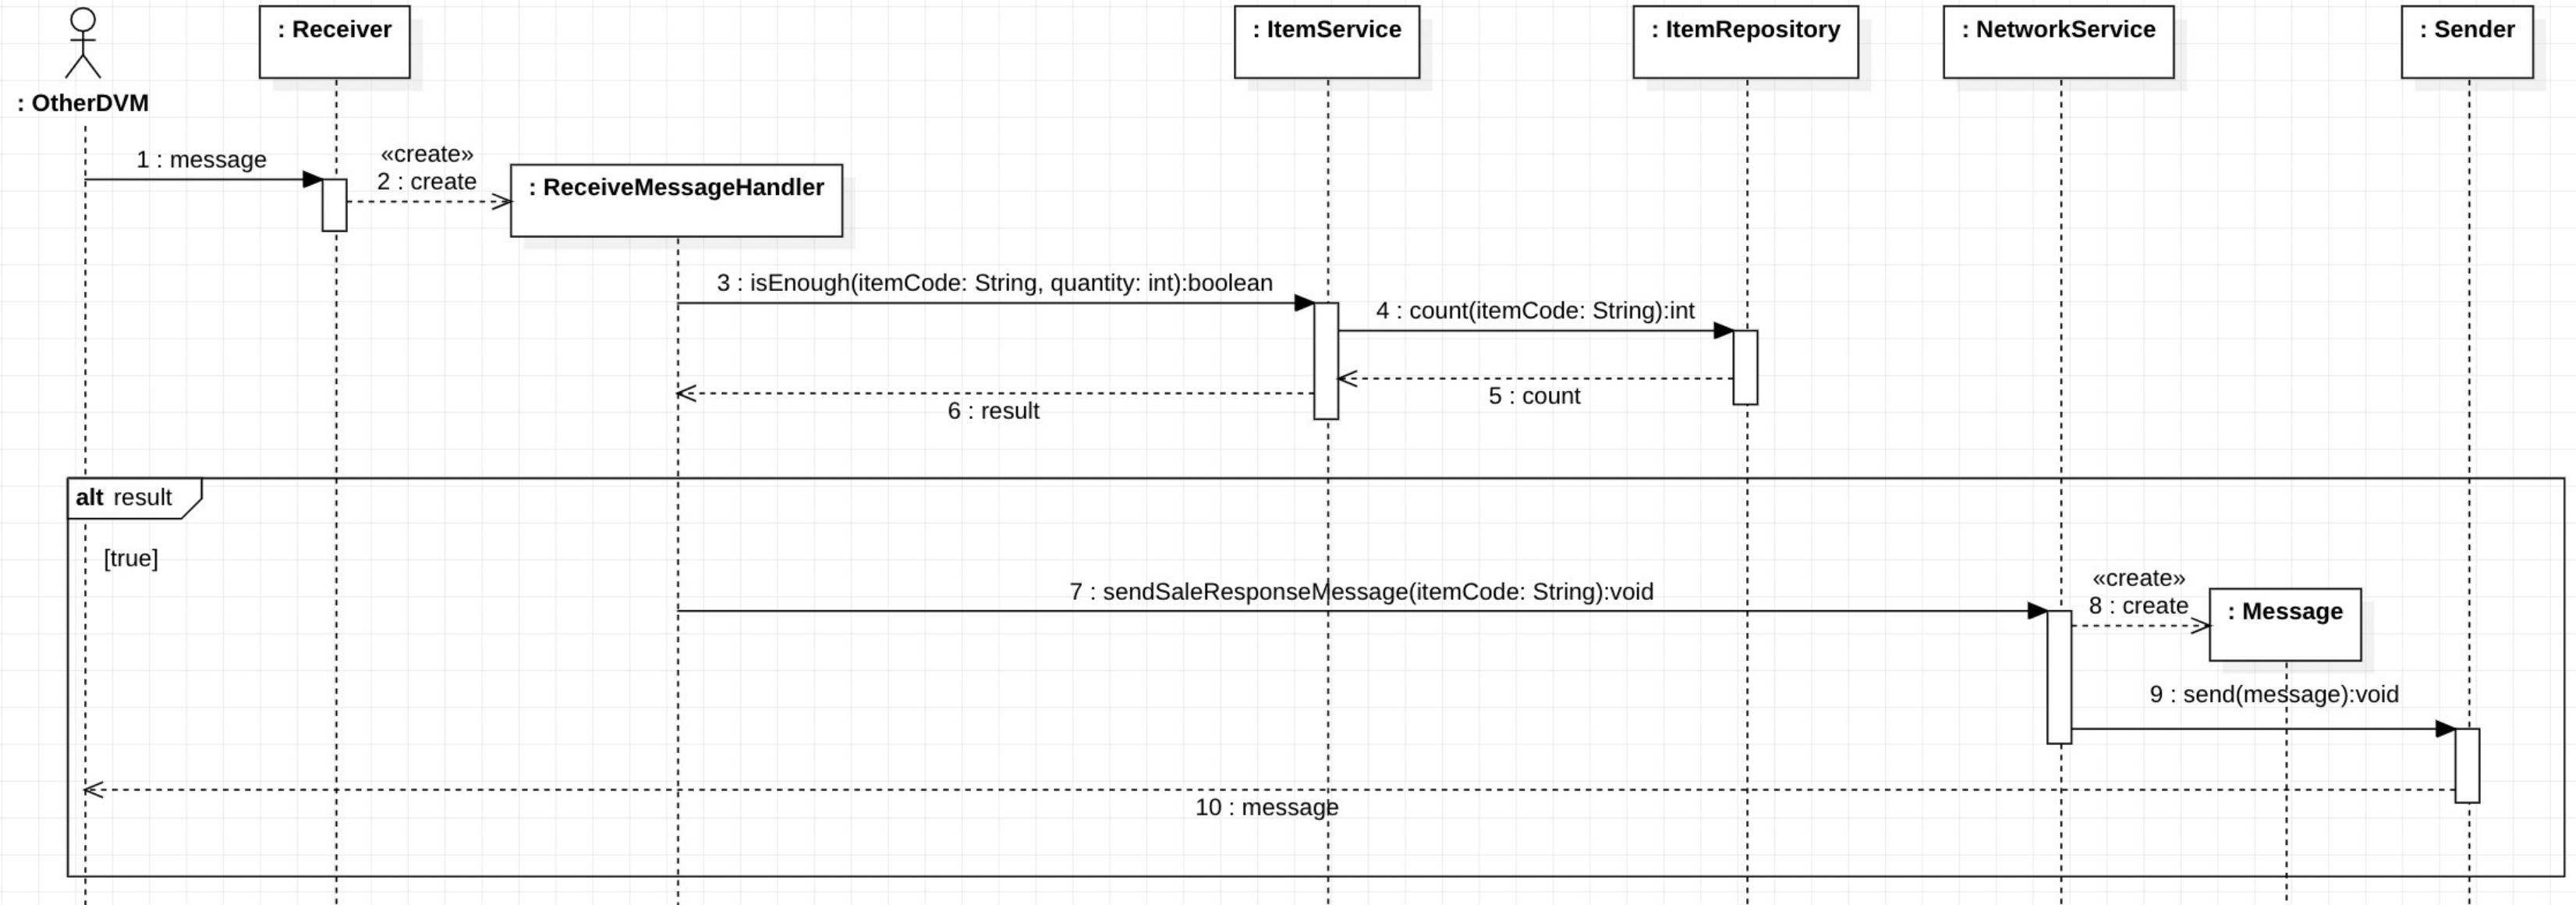 : OtherDVM
: Receiver
: ItemService
: ItemRepository
: NetworkService
: Sender
1 : message
«create»
2 : create
: ReceiveMessageHandler
3 : isEnough(itemCode: String, quantity: int):boolean
4 : count(itemCode: String):int
5 : count
6 : result
alt result
[true]
7 : sendSaleResponseMessage(itemCode: String):void
«create»
8 : create
: Message
9 : send(message):void
10 : message